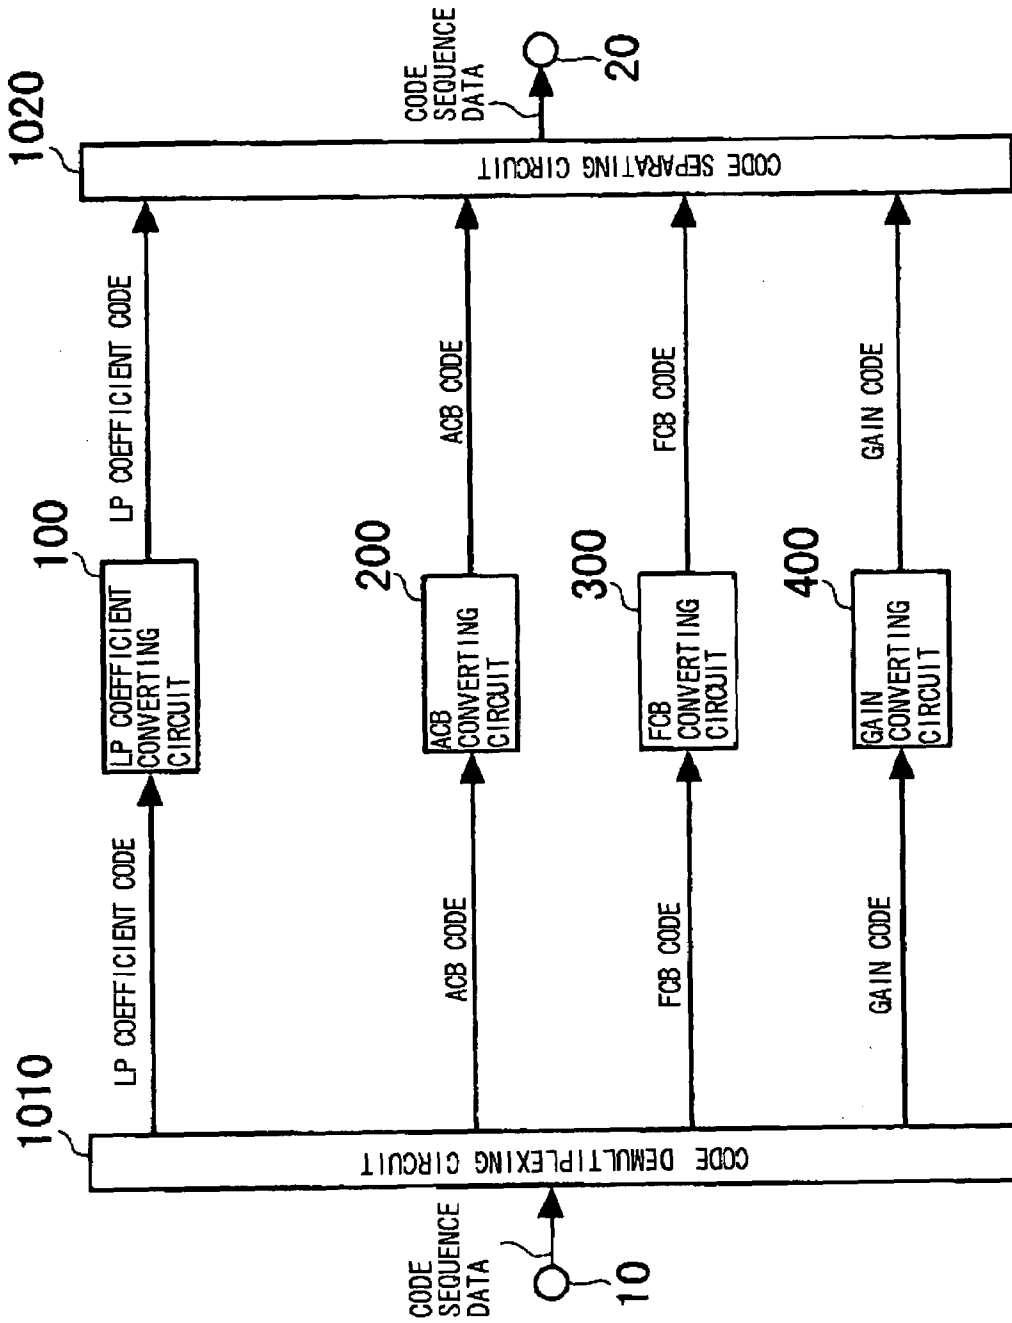 10
CODE
SEQUENCE
DATA
1010
CODE DEMULTIPLEXING CIRCUIT
LP COEFFICIENT CODE
100
LP COEFFICIENT
CONVERTING
CIRCUIT
LP COEFFICIENT CODE
ACB CODE
200
ACB
CONVERTING
CIRCUIT
ACB CODE
FCB CODE
300
FCB
CONVERTING
CIRCUIT
FCB CODE
GAIN CODE
400
GAIN
CONVERTING
CIRCUIT
GAIN CODE
1020
CODE SEPARATING CIRCUIT
CODE
SEQUENCE
DATA
20